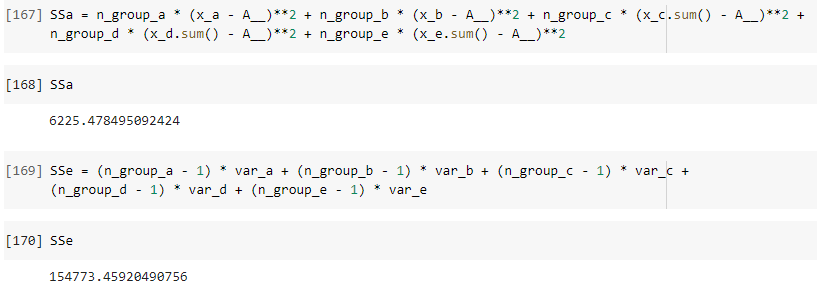 [167] SSa = n_group_a * (x_a - A__)**2 + n_group_b * (x_b - A__)**2 + n_group_c * (x_c.sum() - A__)**2 +
n_group_d * (x_d.sum() - A__)**2 + n_group_e * (x_e.sum() - A__)**2
[168] SSa
6225.478495092424
[169] SSe = (n_group_a - 1) * var_a + (n_group_b - 1) * var_b + (n_group_c - 1) * var_c +
(n_group_d - 1) * var_d + (n_group_e - 1) * var_e
[170] SSe
154773.45920490756